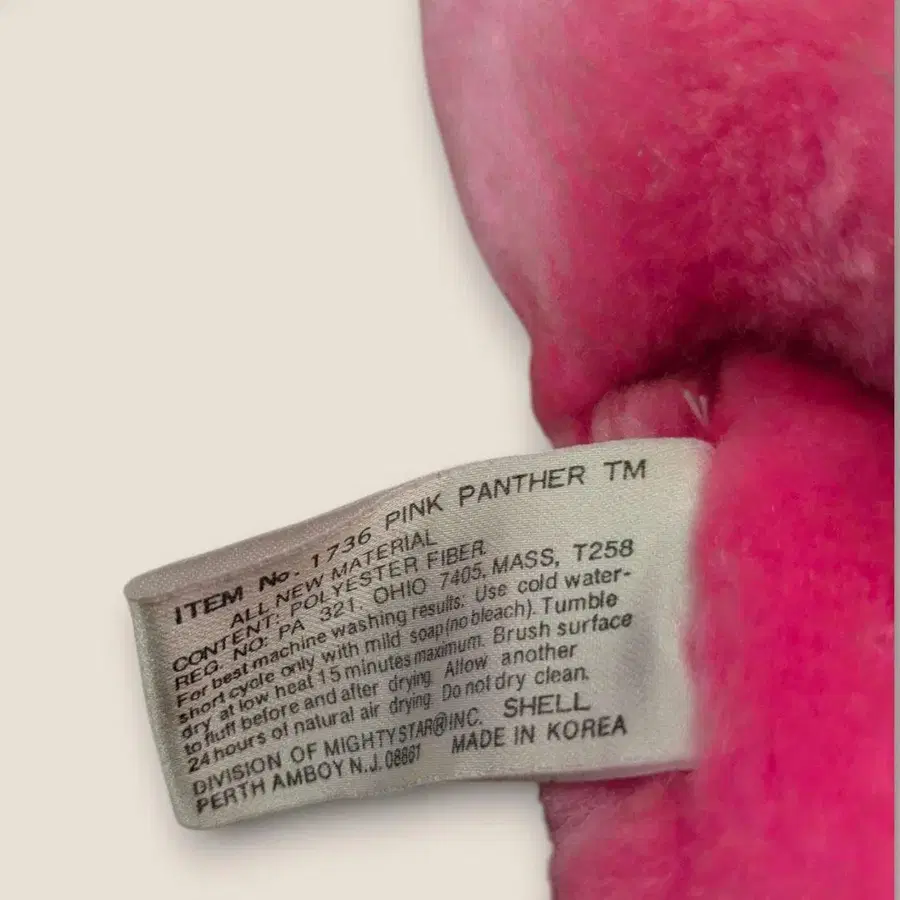 ITEM No. 1736 PINK PANTHER TM
ALL NEW MATERIAL
CONTENT: POLYESTER FIBER.
REG. NO: PA 321, OHIO 7405, MASS, T258
For best machine washing results: Use cold water-
short cycle only with mild soap (no bleach). Tumble
dry at low heat 15 minutes maximum. Brush surface
to fluff before and after drying. Allow another
24 hours of natural air drying. Do not dry clean.
DIVISION OF MIGHTY STAR® INC. SHELL
PERTH AMBOY N.J. 08861 MADE IN KOREA